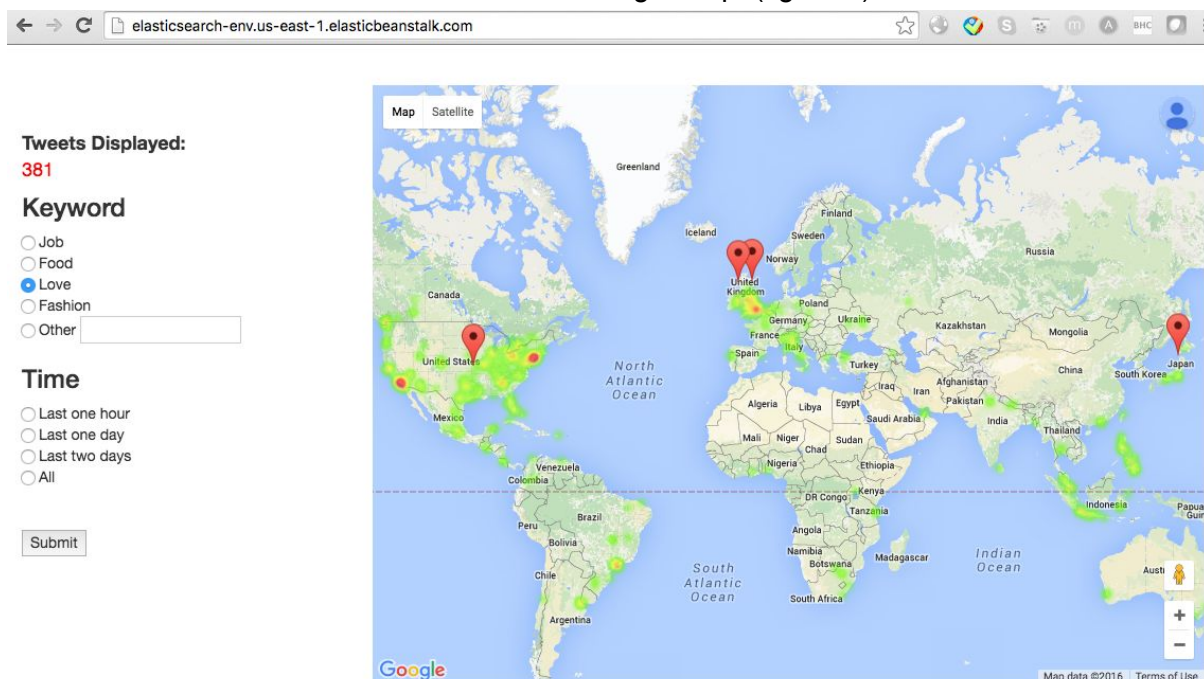 elasticsearch-env.us-east-1.elasticbeanstalk.com
S
m
A
BHC
Tweets Displayed:
381
Keyword
Job
Food
Love
Fashion
Other
Time
Last one hour
Last one day
Last two days
All
Submit
Map Satellite
Greenland
Finland
Iceland
Sweden
Norway
Russia
United
Kingdom
Canada
Poland
Germany
Ukraine
Kazakhstan
Mongolia
France
Italy
Spain
United States
North
Atlantic
Ocean
Turkey
China
Japan
South Korea
Iraq
Iran
Afghanistan
Pakistan
Algeria
Libya
Egypt
Saudi Arabia
India
Mexico
Thailand
Mali
Niger
Chad
Sudan
Nigeria
Ethiopia
Venezuela
Colombia
DR Congo
Kenya
Tanzania
Indonesia
Papua
Peru
Brazil
Angola
Bolivia
Namibia
Botswana
Madagascar
Indian
Ocean
Chile
South
Atlantic
Ocean
South Africa
Argentina
+
−
Google
Map data ©2016 Terms of Use